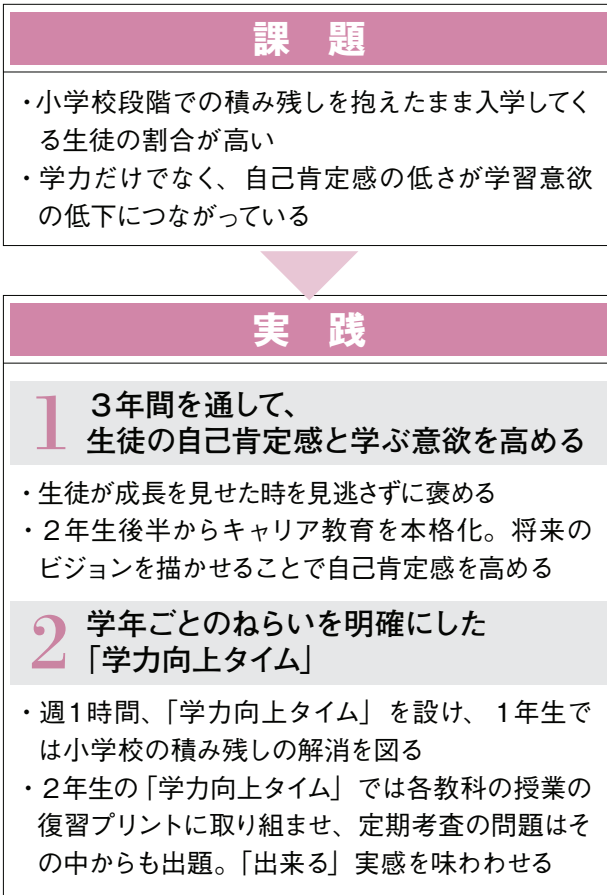 課 題
・小学校段階での積み残しを抱えたまま入学してく
る生徒の割合が高い
・学力だけでなく、自己肯定感の低さが学習意欲
の低下につながっている
実 践
1 3年間を通して、
生徒の自己肯定感と学ぶ意欲を高める
・生徒が成長を見せた時を見逃さずに褒める
・2年生後半からキャリア教育を本格化。将来の
ビジョンを描かせることで自己肯定感を高める
2 学年ごとのねらいを明確にした
「学力向上タイム」
・週1時間、「学力向上タイム」を設け、1年生で
は小学校の積み残しの解消を図る
・2年生の「学力向上タイム」では各教科の授業の
復習プリントに取り組ませ、定期考査の問題はそ
の中からも出題。「出来る」実感を味わわせる